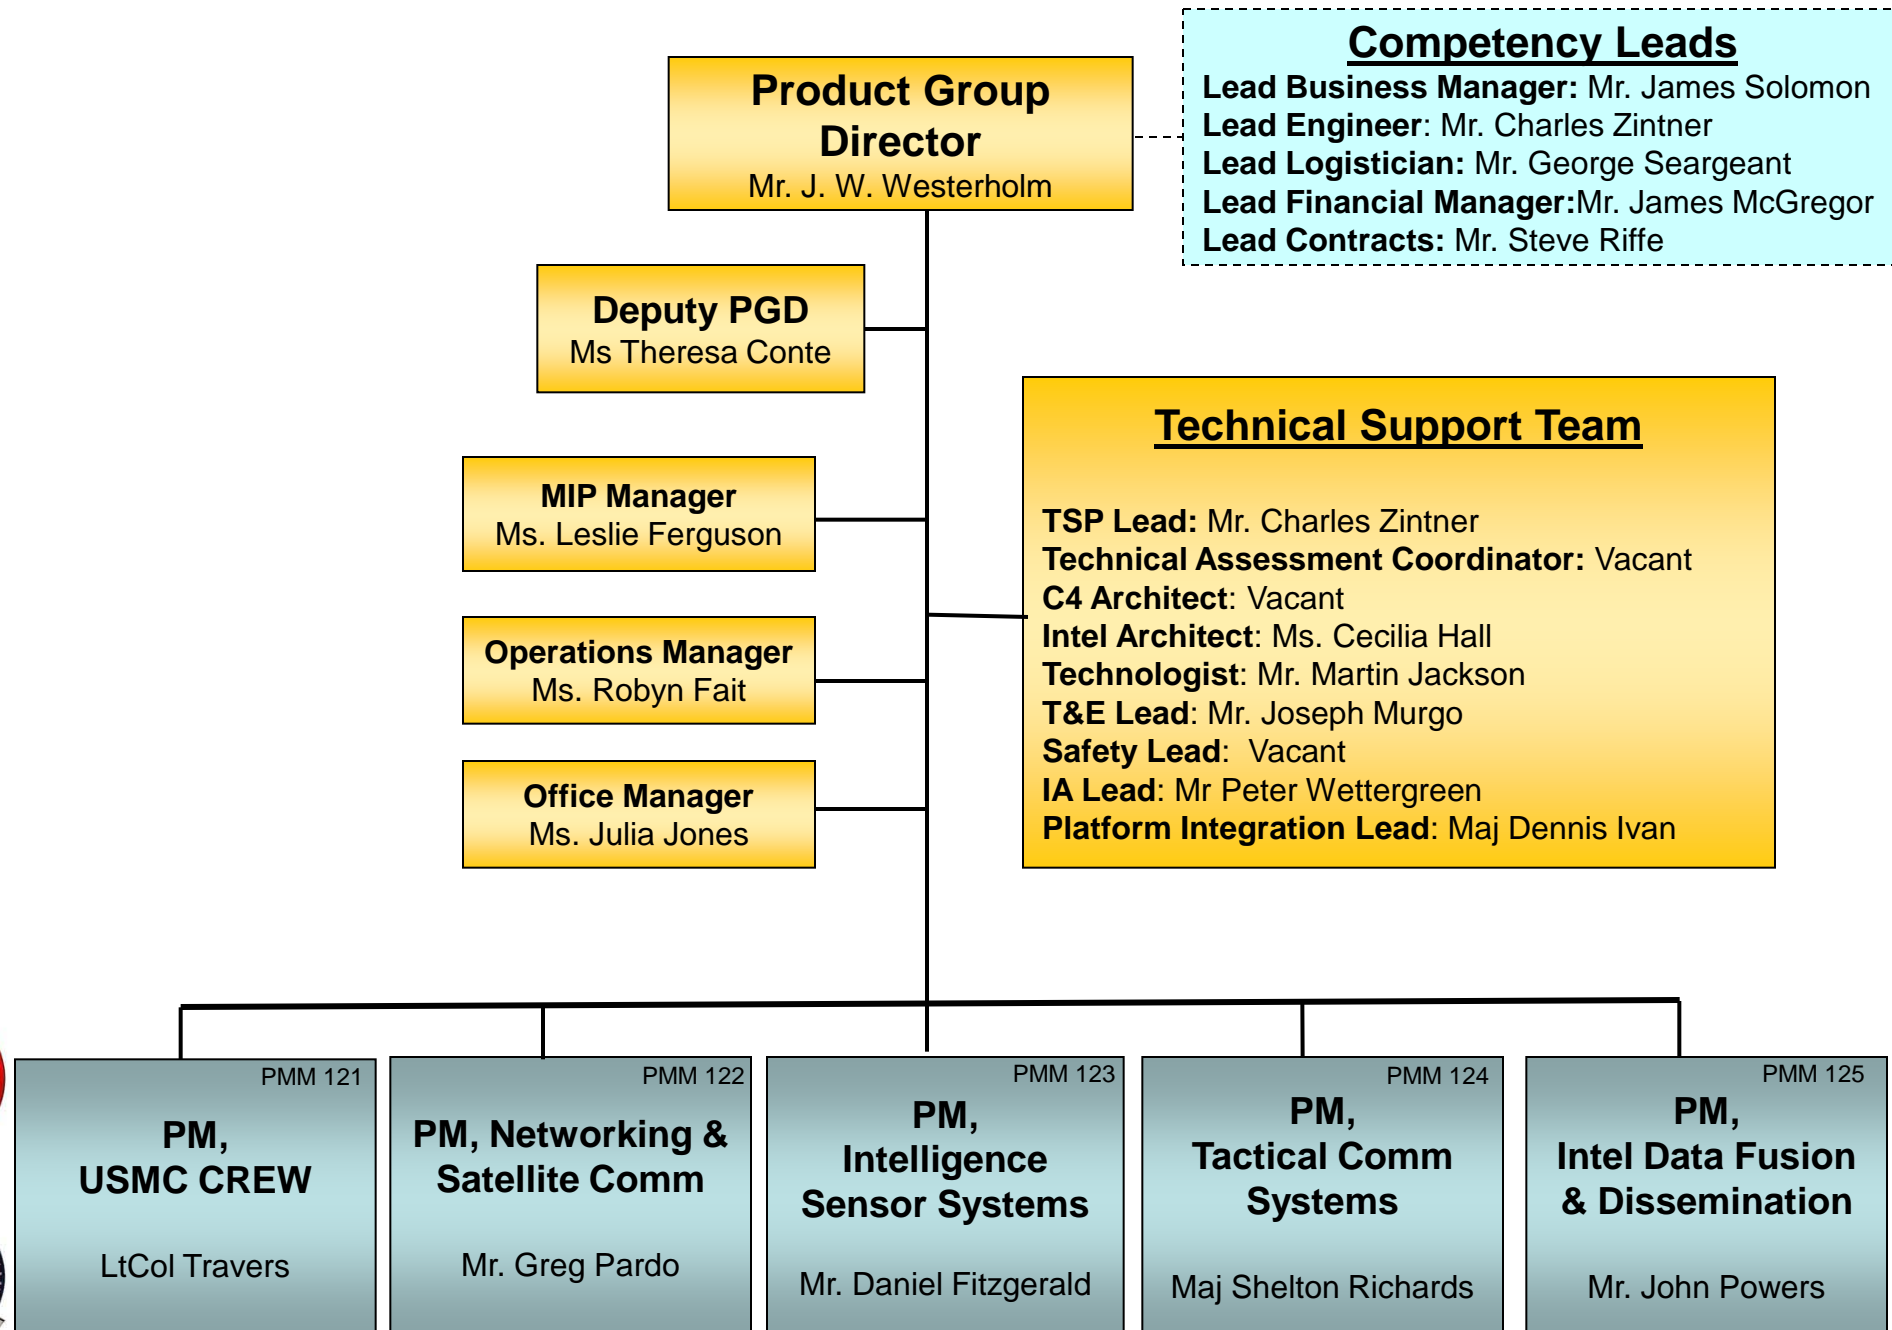 Competency Leads
Lead Business Manager: Mr. James Solomon
Lead Engineer: Mr. Charles Zintner
Lead Logistician: Mr. George Seargeant
Lead Financial Manager:Mr. James McGregor
Lead Contracts: Mr. Steve Riffe
Product Group
Director
Mr. J. W. Westerholm
Deputy PGD
Ms Theresa Conte
MIP Manager
Ms. Leslie Ferguson
Operations Manager
Ms. Robyn Fait
Office Manager
Ms. Julia Jones
Technical Support Team
TSP Lead: Mr. Charles Zintner
Technical Assessment Coordinator: Vacant
C4 Architect: Vacant
Intel Architect: Ms. Cecilia Hall
Technologist: Mr. Martin Jackson
T&E Lead: Mr. Joseph Murgo
Safety Lead: Vacant
IA Lead: Mr Peter Wettergreen
Platform Integration Lead: Maj Dennis Ivan
PMM 121
PM,
USMC CREW
LtCol Travers
PMM 122
PM, Networking &
Satellite Comm
Mr. Greg Pardo
PMM 123
PM,
Intelligence
Sensor Systems
Mr. Daniel Fitzgerald
PMM 124
PM,
Tactical Comm
Systems
Maj Shelton Richards
PMM 125
PM,
Intel Data Fusion
& Dissemination
Mr. John Powers